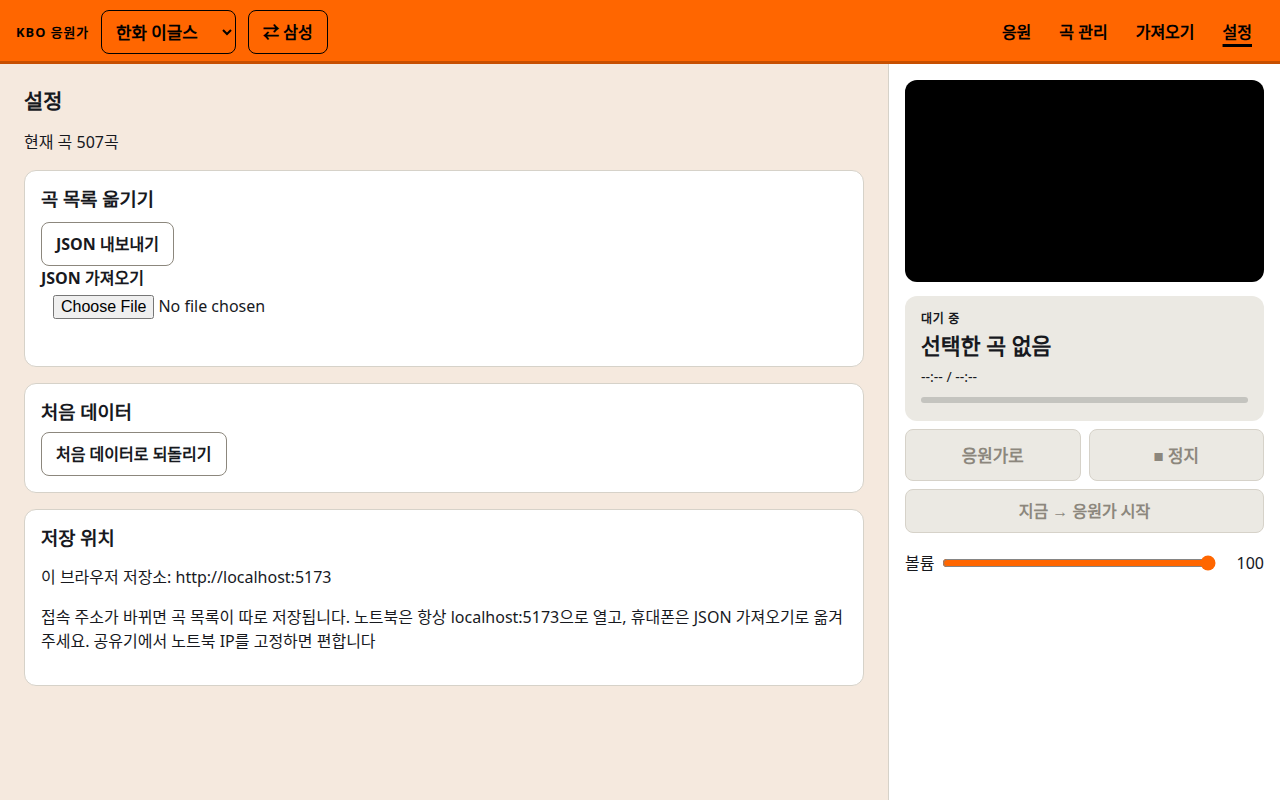 KBO 응원가
한화 이글스
⇄ 삼성
응원
곡 관리
가져오기
설정
설정
현재 곡 507곡
곡 목록 옮기기
JSON 내보내기
JSON 가져오기
Choose File No file chosen
처음 데이터
처음 데이터로 되돌리기
저장 위치
이 브라우저 저장소: http://localhost:5173
접속 주소가 바뀌면 곡 목록이 따로 저장됩니다. 노트북은 항상 localhost:5173으로 열고, 휴대폰은 JSON 가져오기로 옮겨
주세요. 공유기에서 노트북 IP를 고정하면 편합니다
대기 중
선택한 곡 없음
--:-- / --:--
응원가로
■ 정지
지금 → 응원가 시작
볼륨
100